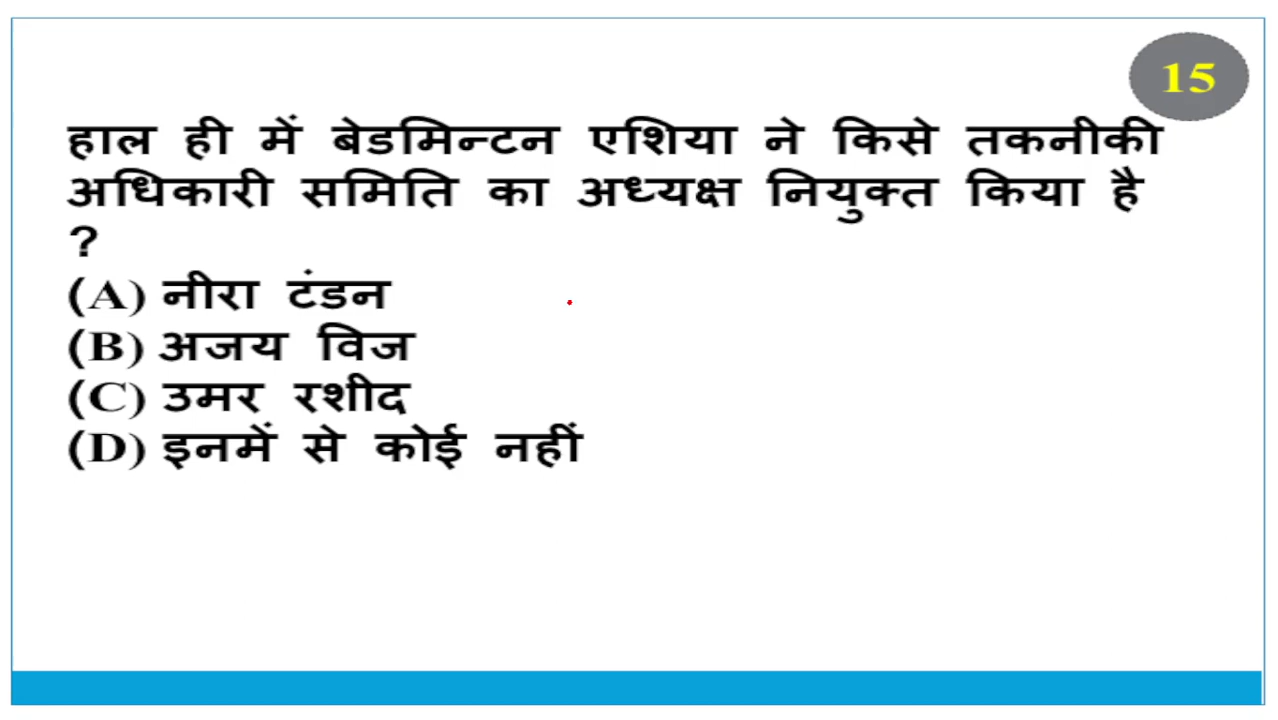 15
हाल ही में बेडमिन्टन एशिया ने किसे तकनीकी
अधिकारी समिति का अध्यक्ष नियुक्त किया है
?
(A) नीरा टंडन
(B) अजय विज
(C) उमर रशीद
(D) इनमें से कोई नहीं